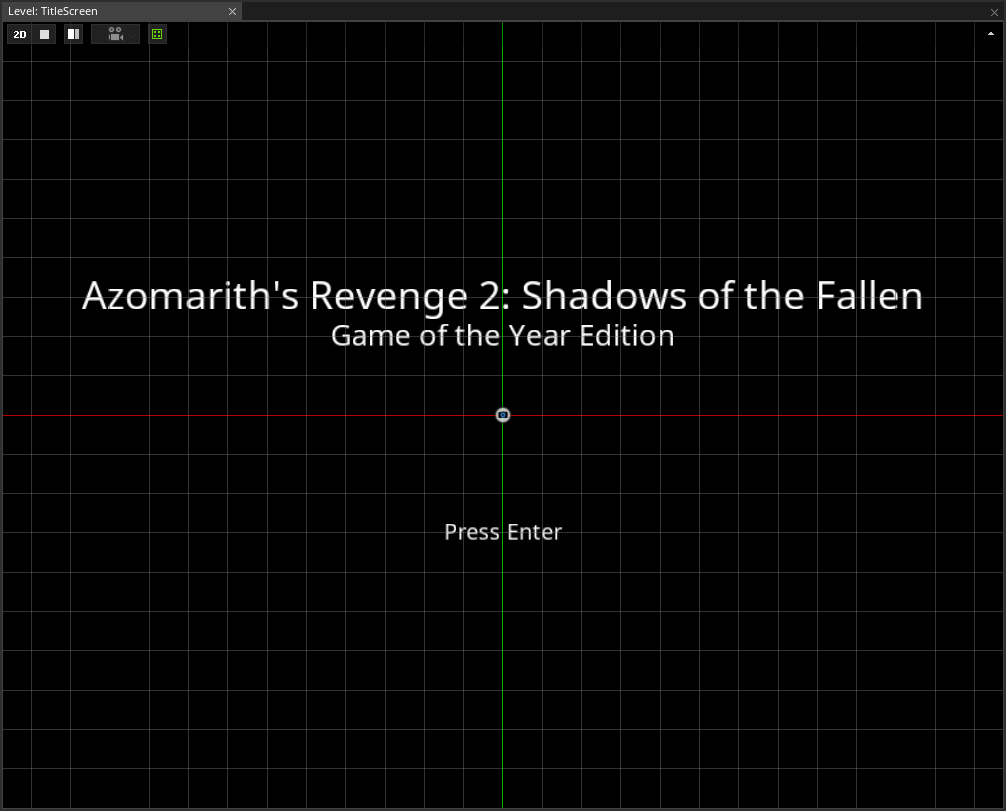 Level: TitleScreen
2D
Azomarith's Revenge 2: Shadows of the Fallen
Game of the Year Edition
Press Enter